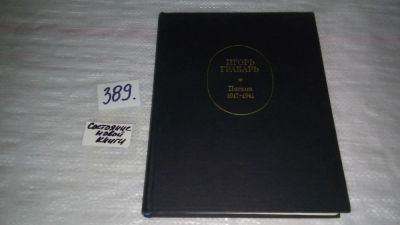 389.
Состояние
новой
книги
ИГОРЬ
ГРАБАРЬ
Письма
1917-1941